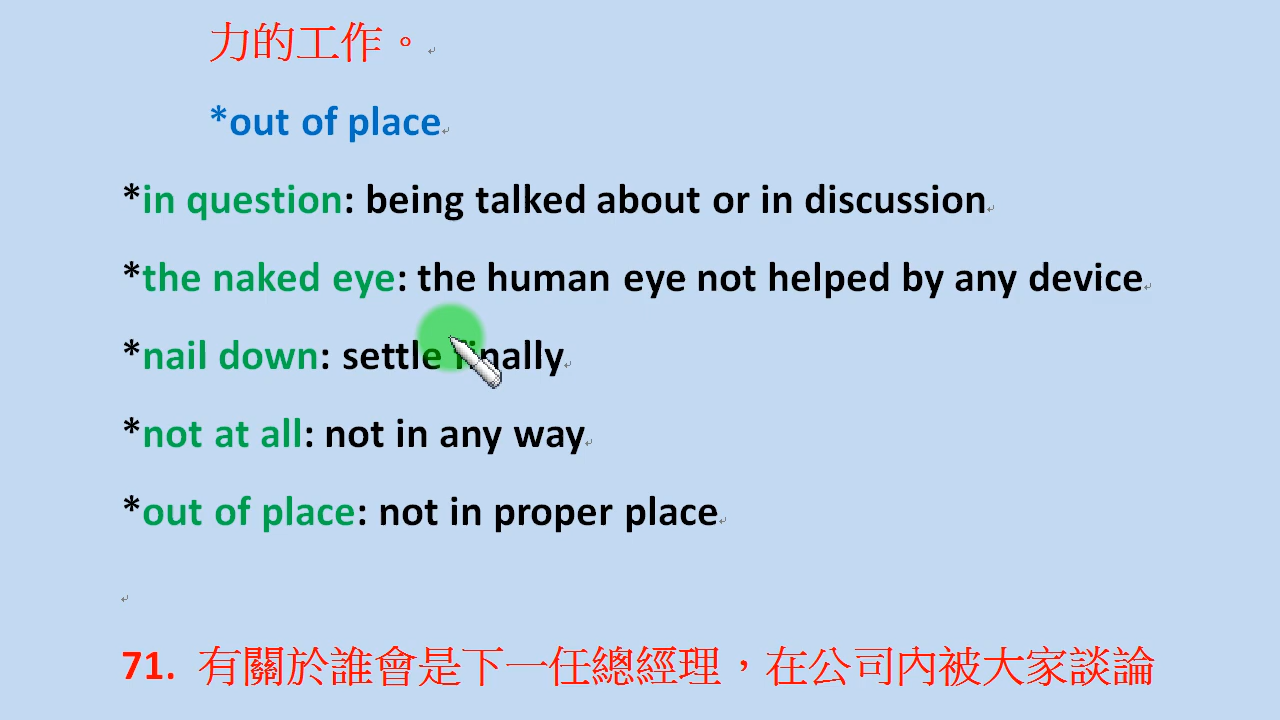 力的工作。
*out of place
*in question: being talked about or in discussion
*the naked eye: the human eye not helped by any device
*nail down: settle finally
*not at all: not in any way
*out of place: not in proper place
71. 有關於誰會是下一任總經理，在公司內被大家談論